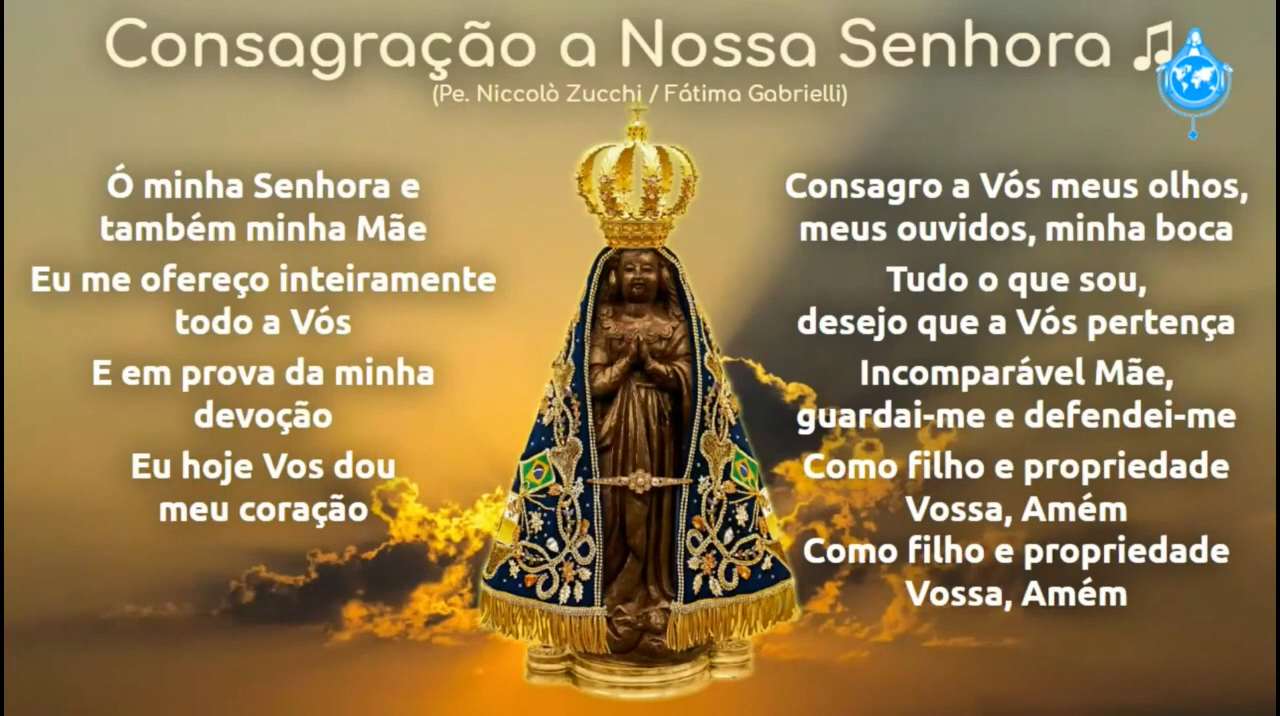 Consagração a Nossa Senhora ♫
(Pe. Niccolò Zucchi / Fátima Gabrielli)
Ó minha Senhora e
também minha Mãe
Eu me ofereço inteiramente
todo a Vós
E em prova da minha
devoção
Eu hoje Vos dou
meu coração
Consagro a Vós meus olhos,
meus ouvidos, minha boca
Tudo o que sou,
desejo que a Vós pertença
Incomparável Mãe,
guardai-me e defendei-me
Como filho e propriedade
Vossa, Amém
Como filho e propriedade
Vossa, Amém